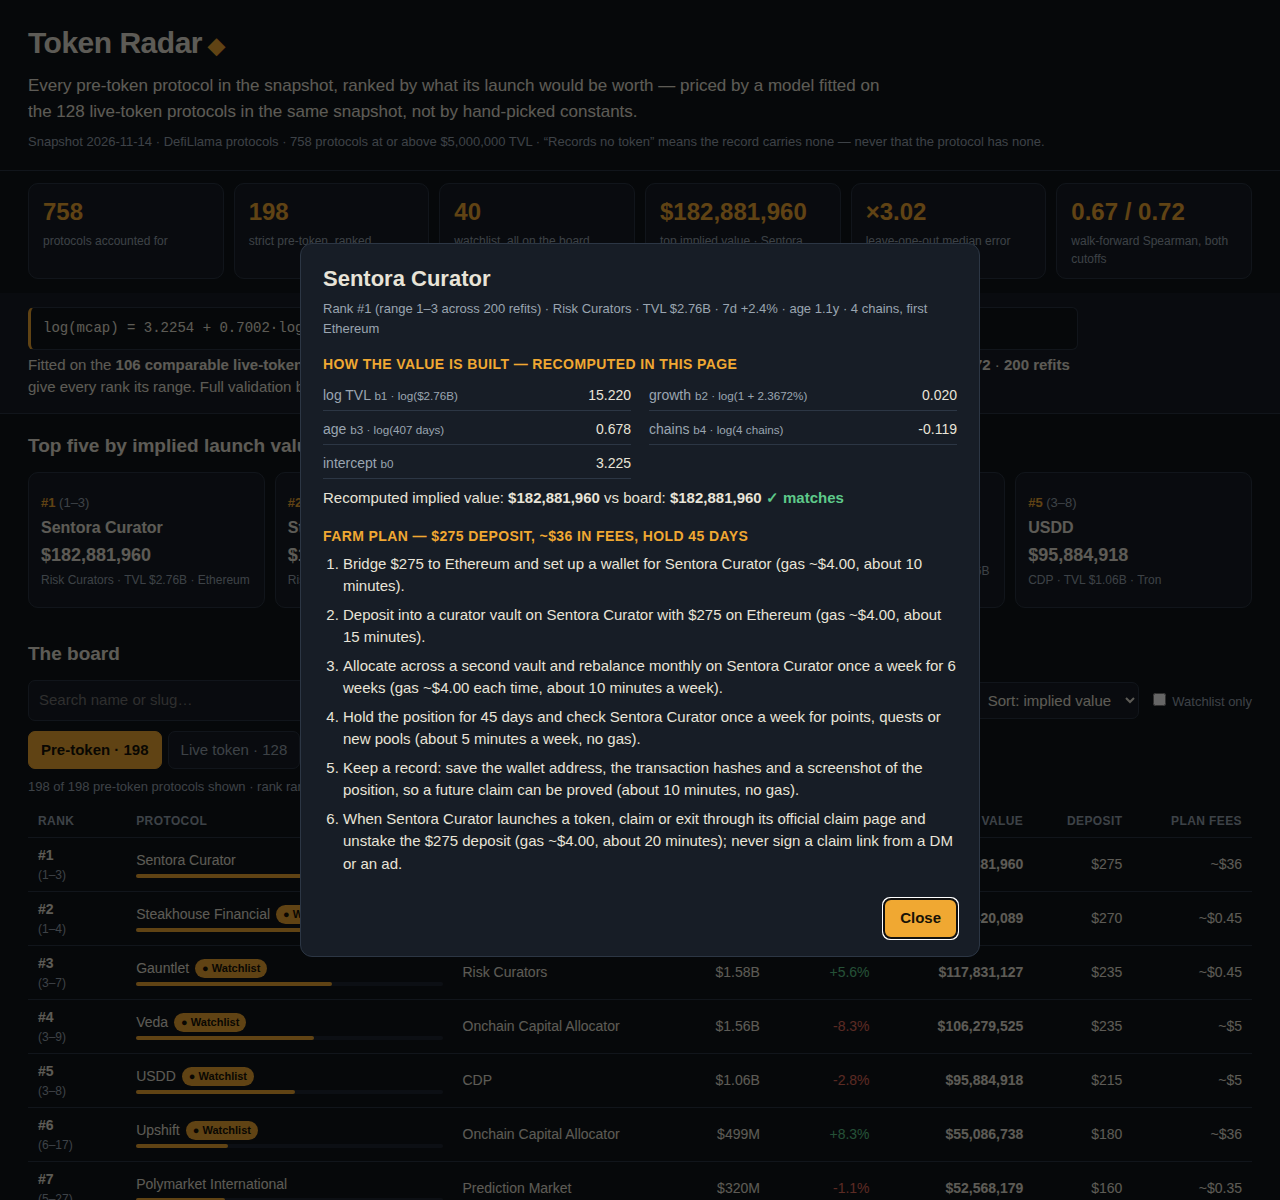 Token Radar ◆
Every pre-token protocol in the snapshot, ranked by what its launch would be worth — priced by a model fitted on
the 128 live-token protocols in the same snapshot, not by hand-picked constants.
Snapshot 2026-11-14 · DefiLlama protocols · 758 protocols at or above $5,000,000 TVL · “Records no token” means the record carries none — never that the protocol has none.
758
protocols accounted for
198
strict pre-token, ranked
40
watchlist, all on the board
$182,881,960
top implied value · Sentora
×3.02
leave-one-out median error
0.67 / 0.72
walk-forward Spearman, both
cutoffs
log(mcap) = 3.2254 + 0.7002·log
Fitted on the 106 comparable live-token
72 · 200 refits
give every rank its range. Full validation
Top five by implied launch value
#1 (1–3)
Sentora Curator
$182,881,960
Risk Curators · TVL $2.76B · Ethereum
#5 (3–8)
USDD
$95,884,918
CDP · TVL $1.06B · Tron
The board
Search name or slug…
Sort: implied value
Watchlist only
Pre-token · 198
Live token · 128
198 of 198 pre-token protocols shown · rank
RANK PROTOCOL VALUE DEPOSIT PLAN FEES
#1 Sentora Curator 81,960 $275 ~$36
(1–3)
#2 Steakhouse Financial ● W 20,089 $270 ~$0.45
(1–4)
#3 Gauntlet ● Watchlist Risk Curators $1.58B +5.6% $117,831,127 $235 ~$0.45
(3–7)
#4 Veda ● Watchlist Onchain Capital Allocator $1.56B -8.3% $106,279,525 $235 ~$5
(3–9)
#5 USDD ● Watchlist CDP $1.06B -2.8% $95,884,918 $215 ~$5
(3–8)
#6 Upshift ● Watchlist Onchain Capital Allocator $499M +8.3% $55,086,738 $180 ~$36
(6–17)
#7 Polymarket International Prediction Market $320M -1.1% $52,568,179 $160 ~$0.35
(5–27)
Sentora Curator
Rank #1 (range 1–3 across 200 refits) · Risk Curators · TVL $2.76B · 7d +2.4% · age 1.1y · 4 chains, first
Ethereum
HOW THE VALUE IS BUILT — RECOMPUTED IN THIS PAGE
log TVL b1 · log($2.76B) 15.220
growth b2 · log(1 + 2.3672%) 0.020
age b3 · log(407 days) 0.678
chains b4 · log(4 chains) -0.119
intercept b0 3.225
Recomputed implied value: $182,881,960 vs board: $182,881,960 ✓ matches
FARM PLAN — $275 DEPOSIT, ~$36 IN FEES, HOLD 45 DAYS
1. Bridge $275 to Ethereum and set up a wallet for Sentora Curator (gas ~$4.00, about 10
minutes).
2. Deposit into a curator vault on Sentora Curator with $275 on Ethereum (gas ~$4.00, about
15 minutes).
3. Allocate across a second vault and rebalance monthly on Sentora Curator once a week for 6
weeks (gas ~$4.00 each time, about 10 minutes a week).
4. Hold the position for 45 days and check Sentora Curator once a week for points, quests or
new pools (about 5 minutes a week, no gas).
5. Keep a record: save the wallet address, the transaction hashes and a screenshot of the
position, so a future claim can be proved (about 10 minutes, no gas).
6. When Sentora Curator launches a token, claim or exit through its official claim page and
unstake the $275 deposit (gas ~$4.00, about 20 minutes); never sign a claim link from a DM
or an ad.
Close